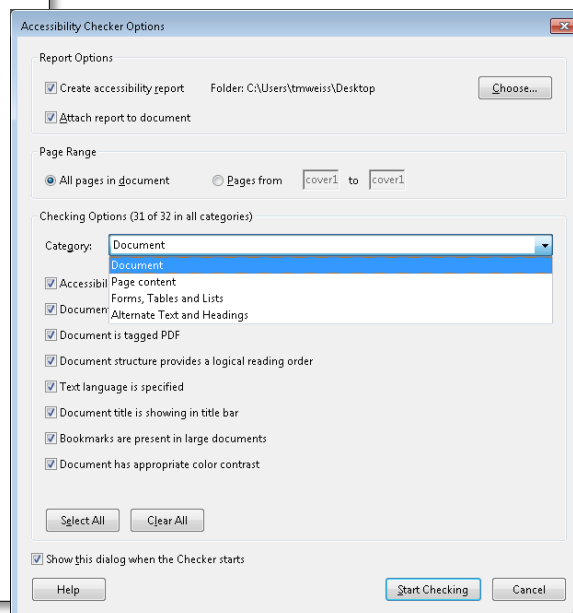 Accessibility Checker Options
Report Options
Create accessibility report Folder: C:\Users\tmweiss\Desktop Choose...
Attach report to document
Page Range
All pages in document Pages from cover1 to cover1
Checking Options (31 of 32 in all categories)
Category: Document
Document
Page content
Forms, Tables and Lists
Alternate Text and Headings
Document is tagged PDF
Document structure provides a logical reading order
Text language is specified
Document title is showing in title bar
Bookmarks are present in large documents
Document has appropriate color contrast
Select All Clear All
Show this dialog when the Checker starts
Help Start Checking Cancel